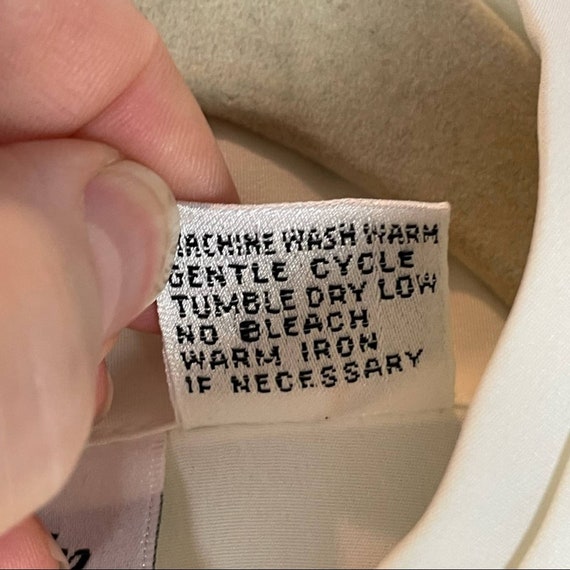 MACHINE WASH WARM
GENTLE CYCLE
TUMBLE DRY LOW
NO BLEACH
WARM IRON
IF NECESSARY